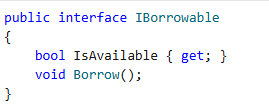 public interface IBorrowable
{
    bool IsAvailable { get; }
    void Borrow();
}